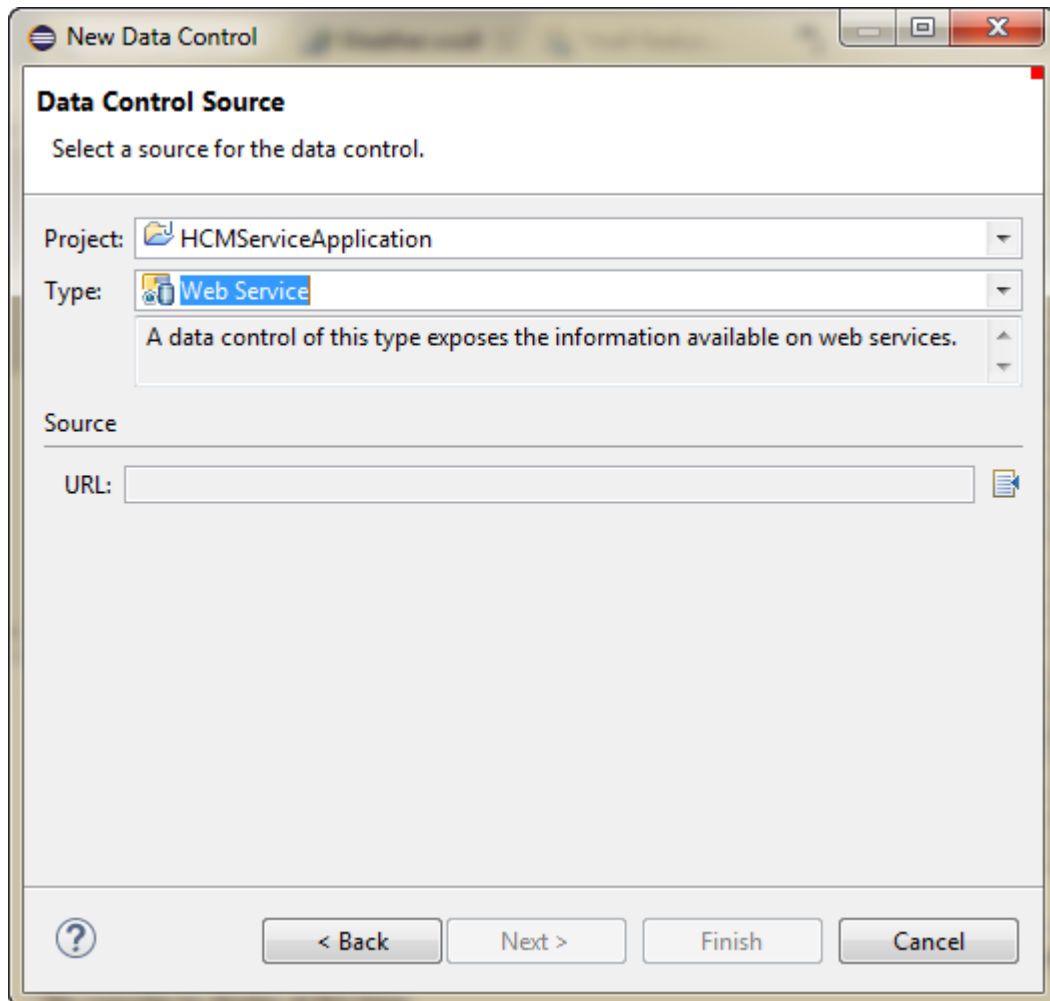 New Data Control
Data Control Source
Select a source for the data control.
Project: HCMServiceApplication
Type: Web Service
A data control of this type exposes the information available on web services.
Source
URL:
< Back Next > Finish Cancel